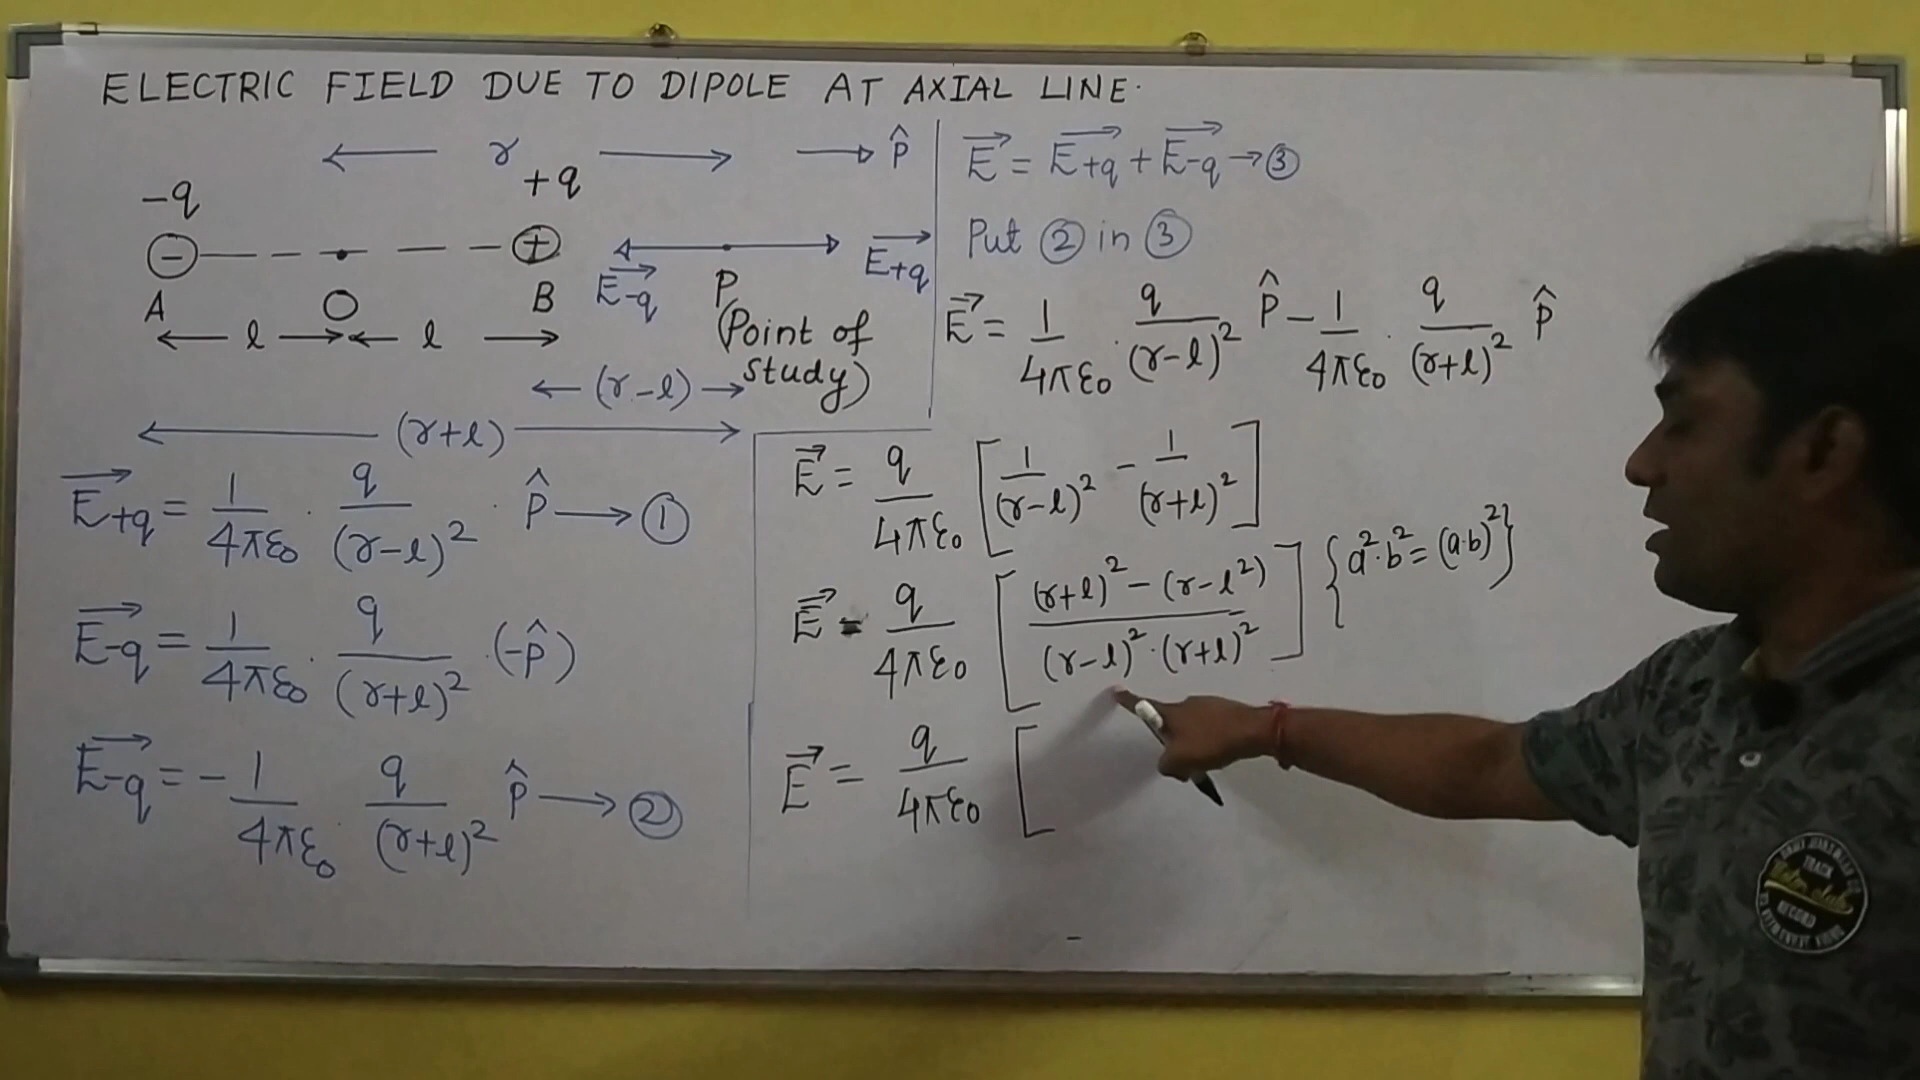 ELECTRIC FIELD DUE TO DIPOLE AT AXIAL LINE.
r → p̂
-q +q
⊖ ⊕
A O B
l l
E⃗-q P E⃗+q
(Point of
study)
(r-l)
(r+l)
E⃗+q = 1/4πε₀ · q/(r-l)² · p̂ → ①
E⃗-q = 1/4πε₀ · q/(r+l)² · (-p̂)
E⃗-q = - 1/4πε₀ · q/(r+l)² p̂ → ②
E⃗ = E⃗+q + E⃗-q → ③
Put ② in ③
E⃗ = 1/4πε₀ · q/(r-l)² p̂ - 1/4πε₀ · q/(r+l)² p̂
E⃗ = q/4πε₀ [1/(r-l)² - 1/(r+l)²]
E⃗ = q/4πε₀ [(r+l)² - (r-l²) / (r-l)² · (r+l)²] {a²·b² = (a·b)²}
E⃗ = q/4πε₀ [
TRACK
RECORD